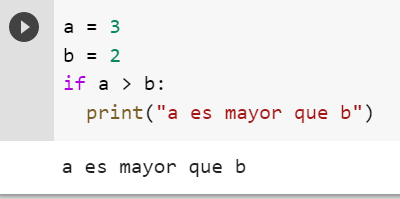 a = 3
b = 2
if a > b:
  print("a es mayor que b")
a es mayor que b